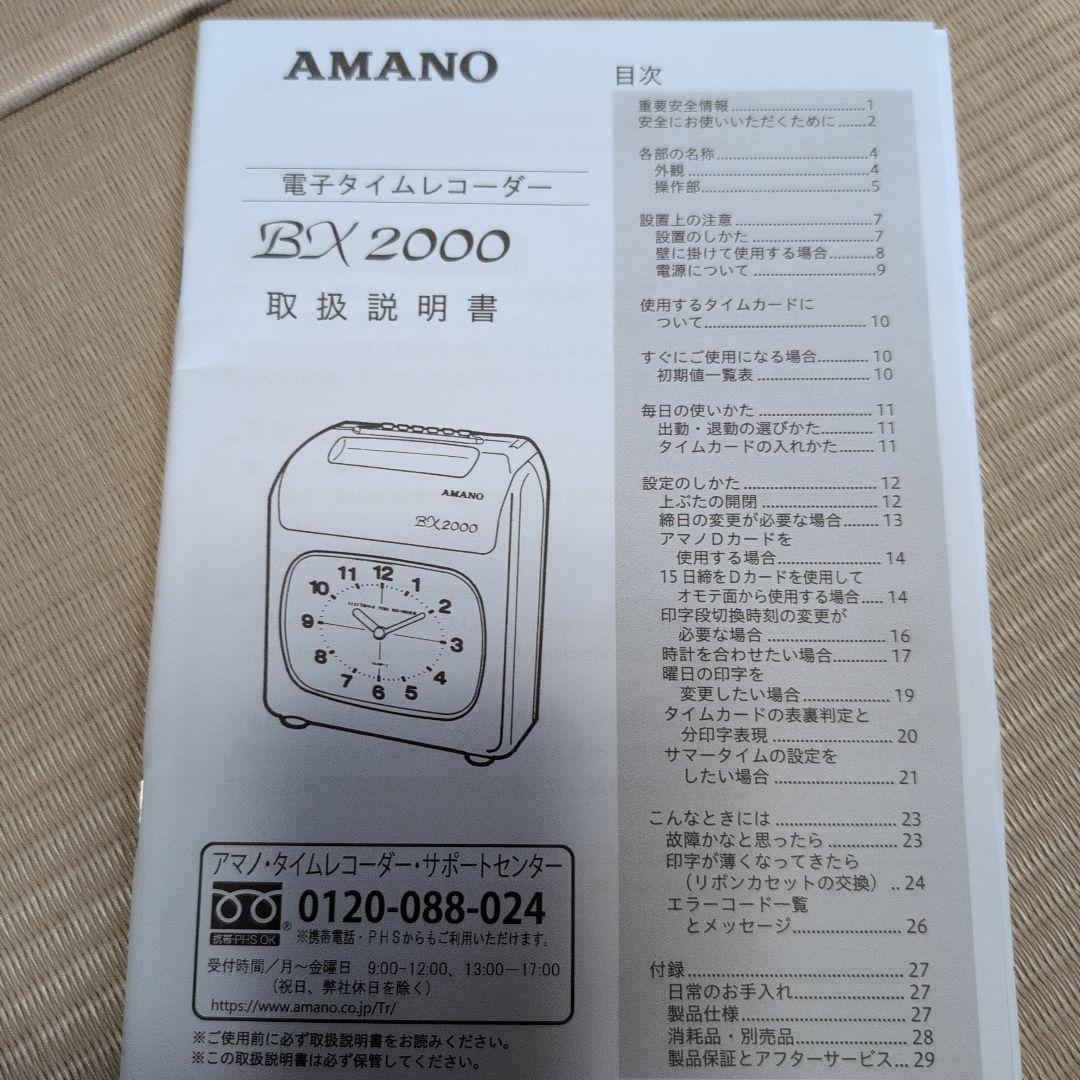 AMANO
電子タイムレコーダー
BX2000
取扱説明書
AMANO
BX2000
11 12 1
10 2
ELECTRONIC TIME RECORDER
9 3
8 4
7 6 5
アマノ・タイムレコーダー・サポートセンター
0120-088-024
携帯・PHS OK
®
※携帯電話・PHSからもご利用いただけます。
受付時間／月～金曜日 9:00-12:00、13:00－17:00
（祝日、弊社休日を除く）
https://www.amano.co.jp/Tr/
※ご使用前に必ず取扱説明書をお読みください。
※この取扱説明書は必ず保管してください。
目次
重要安全情報..............................1
安全にお使いいただくために.......2
各部の名称..................................4
外観.........................................4
操作部.....................................5
設置上の注意..............................7
設置のしかた...........................7
壁に掛けて使用する場合..........8
電源について...........................9
使用するタイムカードに
ついて................................... 10
すぐにご使用になる場合........... 10
初期値一覧表........................ 10
毎日の使いかた........................ 11
出勤・退勤の選びかた........... 11
タイムカードの入れかた....... 11
設定のしかた........................... 12
上ぶたの開閉........................ 12
締日の変更が必要な場合....... 13
アマノDカードを
使用する場合...................... 14
15日締をDカードを使用して
オモテ面から使用する場合..... 14
印字段切換時刻の変更が
必要な場合......................... 16
時計を合わせたい場合........... 17
曜日の印字を
変更したい場合................... 19
タイムカードの表裏判定と
分印字表現......................... 20
サマータイムの設定を
したい場合......................... 21
こんなときには........................ 23
故障かなと思ったら.............. 23
印字が薄くなってきたら
（リボンカセットの交換）.. 24
エラーコード一覧
とメッセージ...................... 26
付録......................................... 27
日常のお手入れ..................... 27
製品仕様................................ 27
消耗品・別売品..................... 28
製品保証とアフターサービス... 29